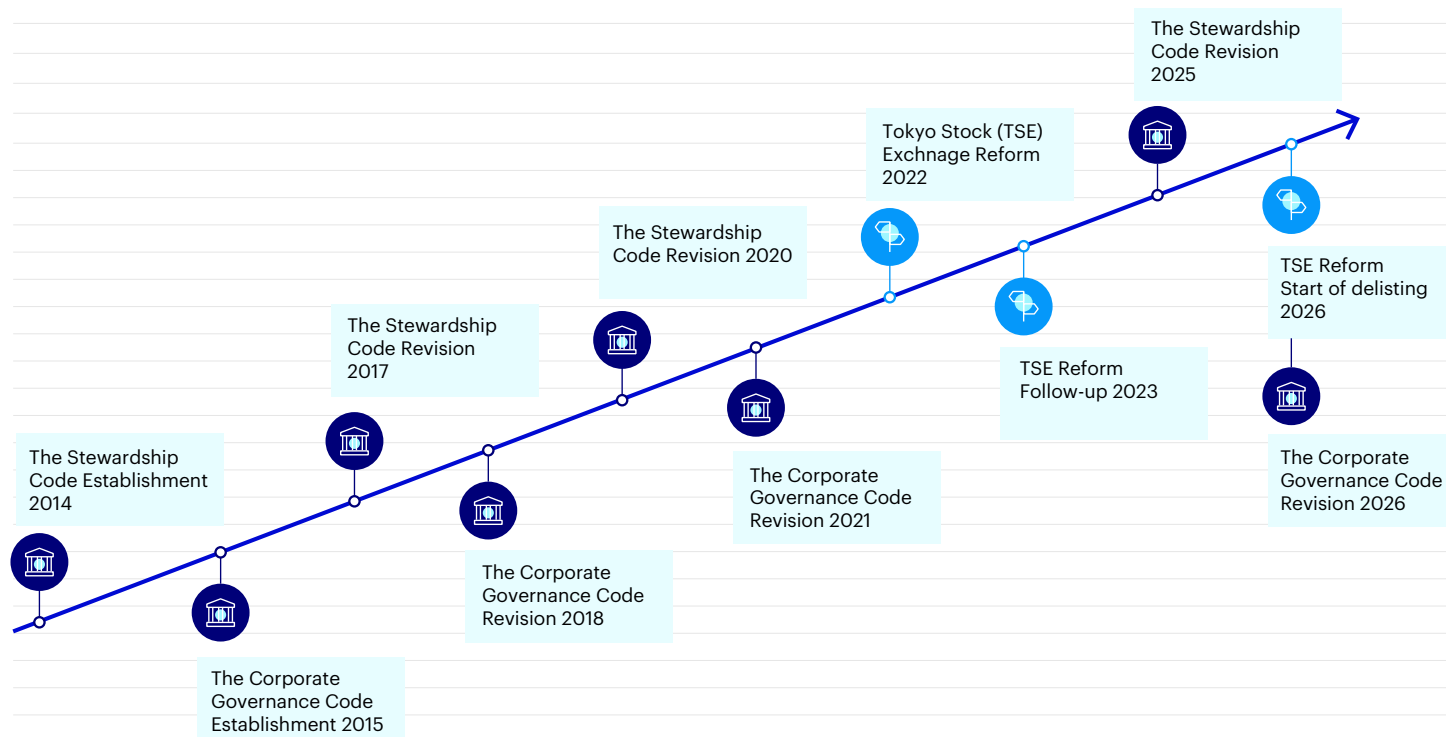 The Stewardship
Code Establishment
2014
The Corporate
Governance Code
Establishment 2015
The Stewardship
Code Revision
2017
The Corporate
Governance Code
Revision 2018
The Stewardship
Code Revision 2020
The Corporate
Governance Code
Revision 2021
Tokyo Stock (TSE)
Exchnage Reform
2022
TSE Reform
Follow-up 2023
The Stewardship
Code Revision
2025
TSE Reform
Start of delisting
2026
The Corporate
Governance Code
Revision 2026